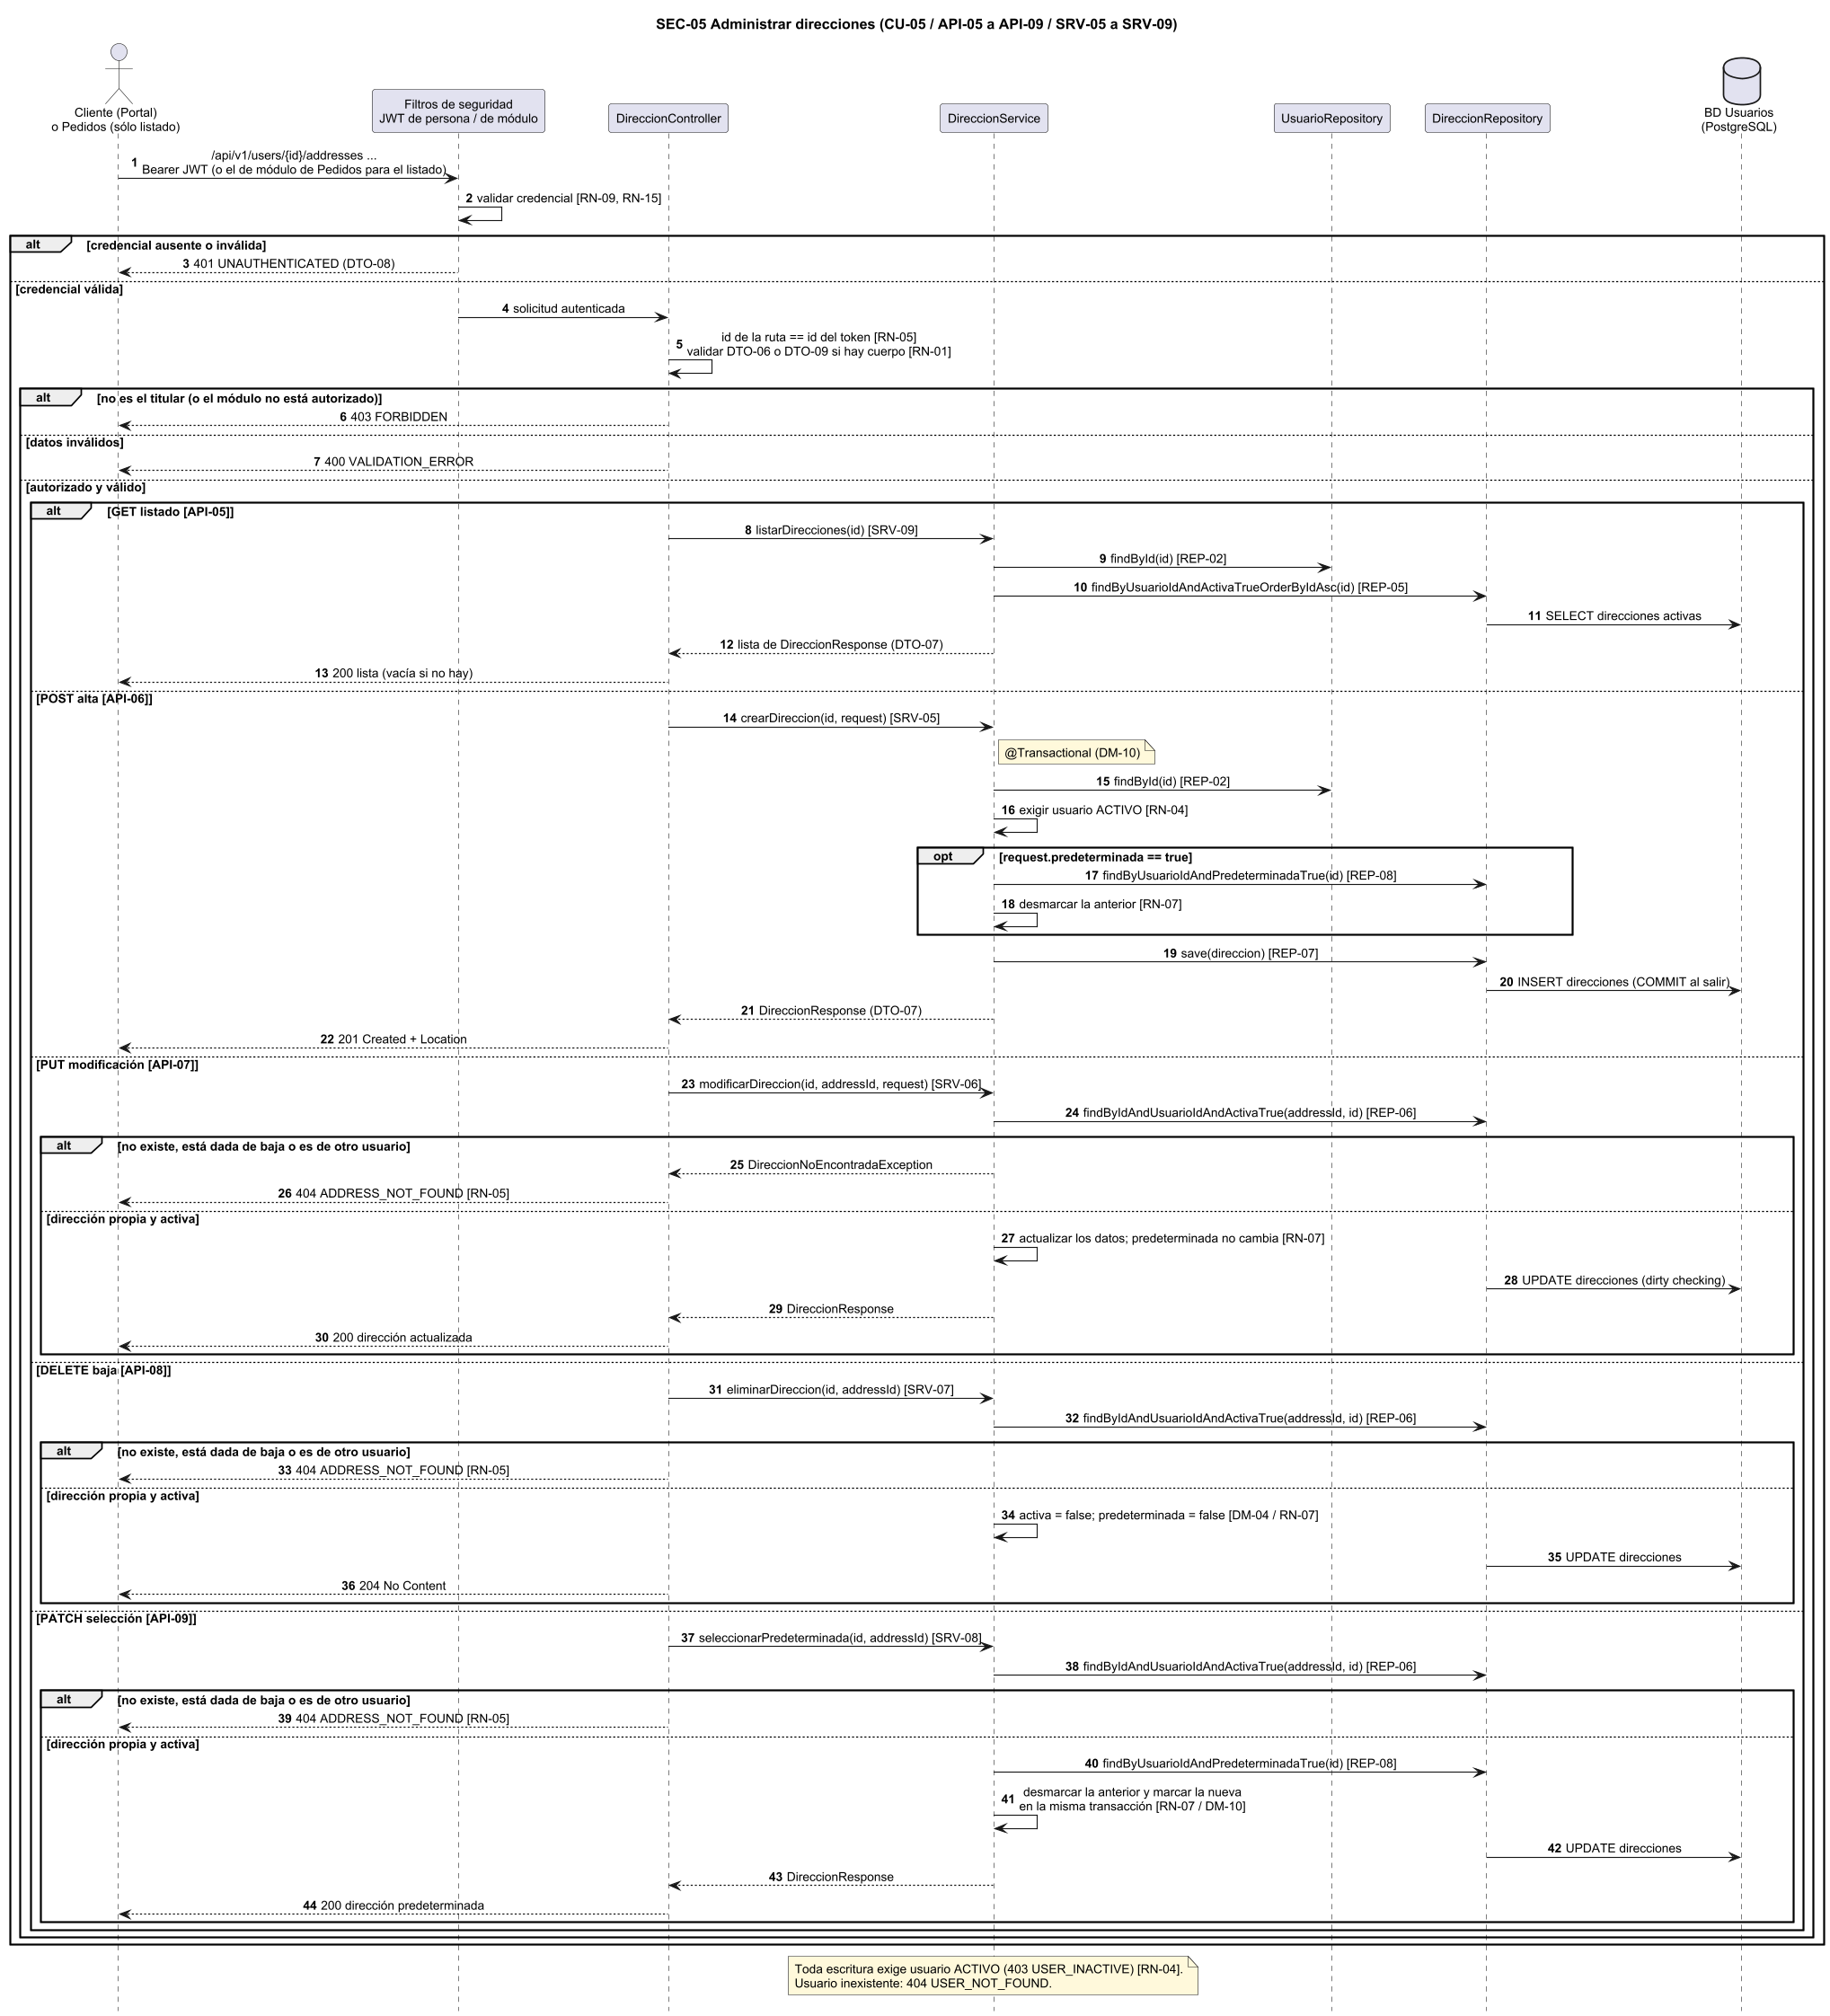 SEC-05 Administrar direcciones (CU-05 / API-05 a API-09 / SRV-05 a SRV-09)
Cliente (Portal)
o Pedidos (sólo listado)
Filtros de seguridad
JWT de persona / de módulo
DireccionController
DireccionService
UsuarioRepository
DireccionRepository
BD Usuarios
(PostgreSQL)
1 /api/v1/users/{id}/addresses ...
Bearer JWT (o el de módulo de Pedidos para el listado)
2 validar credencial [RN-09, RN-15]
alt [credencial ausente o inválida]
3 401 UNAUTHENTICATED (DTO-08)
[credencial válida]
4 solicitud autenticada
5 id de la ruta == id del token [RN-05]
validar DTO-06 o DTO-09 si hay cuerpo [RN-01]
alt [no es el titular (o el módulo no está autorizado)]
6 403 FORBIDDEN
[datos inválidos]
7 400 VALIDATION_ERROR
[autorizado y válido]
alt [GET listado [API-05]]
8 listarDirecciones(id) [SRV-09]
9 findById(id) [REP-02]
10 findByUsuarioIdAndActivaTrueOrderByIdAsc(id) [REP-05]
11 SELECT direcciones activas
12 lista de DireccionResponse (DTO-07)
13 200 lista (vacía si no hay)
[POST alta [API-06]]
14 crearDireccion(id, request) [SRV-05]
@Transactional (DM-10)
15 findById(id) [REP-02]
16 exigir usuario ACTIVO [RN-04]
opt [request.predeterminada == true]
17 findByUsuarioIdAndPredeterminadaTrue(id) [REP-08]
18 desmarcar la anterior [RN-07]
19 save(direccion) [REP-07]
20 INSERT direcciones (COMMIT al salir)
21 DireccionResponse (DTO-07)
22 201 Created + Location
[PUT modificación [API-07]]
23 modificarDireccion(id, addressId, request) [SRV-06]
24 findByIdAndUsuarioIdAndActivaTrue(addressId, id) [REP-06]
alt [no existe, está dada de baja o es de otro usuario]
25 DireccionNoEncontradaException
26 404 ADDRESS_NOT_FOUND [RN-05]
[dirección propia y activa]
27 actualizar los datos; predeterminada no cambia [RN-07]
28 UPDATE direcciones (dirty checking)
29 DireccionResponse
30 200 dirección actualizada
[DELETE baja [API-08]]
31 eliminarDireccion(id, addressId) [SRV-07]
32 findByIdAndUsuarioIdAndActivaTrue(addressId, id) [REP-06]
alt [no existe, está dada de baja o es de otro usuario]
33 404 ADDRESS_NOT_FOUND [RN-05]
[dirección propia y activa]
34 activa = false; predeterminada = false [DM-04 / RN-07]
35 UPDATE direcciones
36 204 No Content
[PATCH selección [API-09]]
37 seleccionarPredeterminada(id, addressId) [SRV-08]
38 findByIdAndUsuarioIdAndActivaTrue(addressId, id) [REP-06]
alt [no existe, está dada de baja o es de otro usuario]
39 404 ADDRESS_NOT_FOUND [RN-05]
[dirección propia y activa]
40 findByUsuarioIdAndPredeterminadaTrue(id) [REP-08]
41 desmarcar la anterior y marcar la nueva
en la misma transacción [RN-07 / DM-10]
42 UPDATE direcciones
43 DireccionResponse
44 200 dirección predeterminada
Toda escritura exige usuario ACTIVO (403 USER_INACTIVE) [RN-04].
Usuario inexistente: 404 USER_NOT_FOUND.